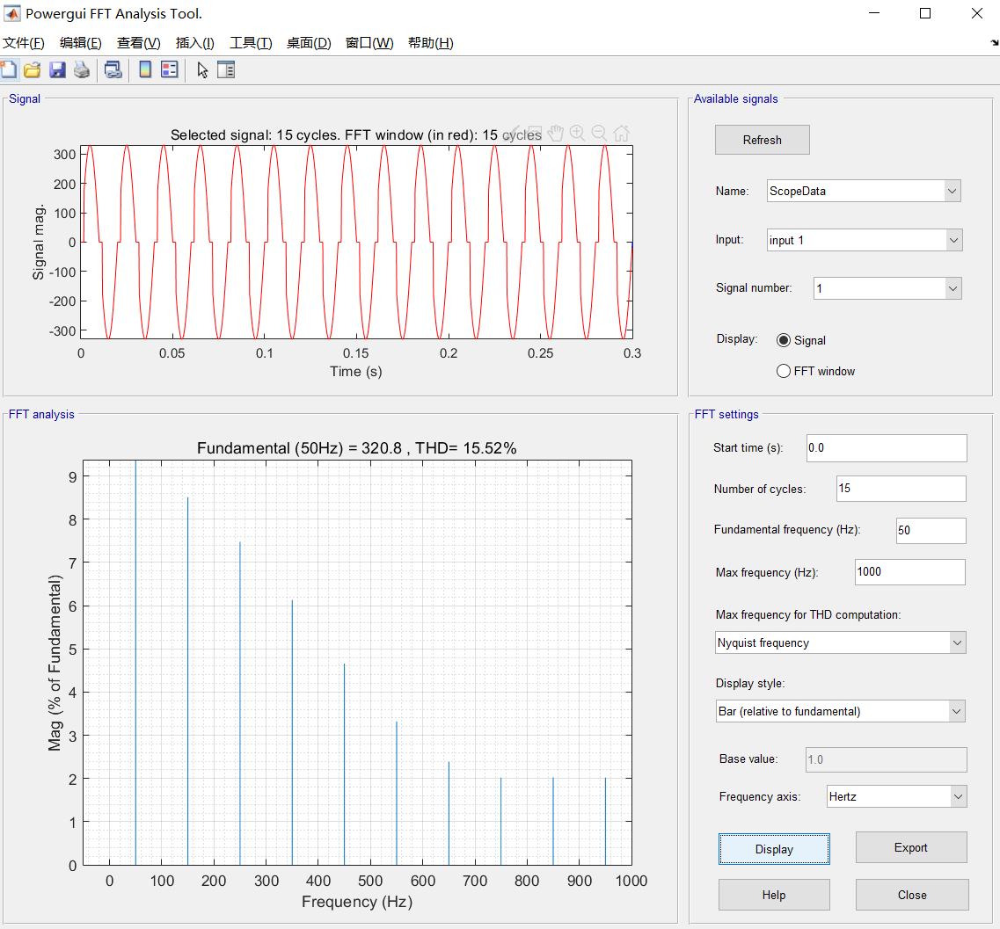 Powergui FFT Analysis Tool.
文件(F) 编辑(E) 查看(V) 插入(I) 工具(T) 桌面(D) 窗口(W) 帮助(H)
Signal
Selected signal: 15 cycles. FFT window (in red): 15 cycles
Signal mag.
300
200
100
0
-100
-200
-300
0 0.05 0.1 0.15 0.2 0.25 0.3
Time (s)
Available signals
Refresh
Name: ScopeData
Input: input 1
Signal number: 1
Display: Signal
FFT window
FFT analysis
Fundamental (50Hz) = 320.8 , THD= 15.52%
Mag (% of Fundamental)
9
8
7
6
5
4
3
2
1
0
0 100 200 300 400 500 600 700 800 900 1000
Frequency (Hz)
FFT settings
Start time (s): 0.0
Number of cycles: 15
Fundamental frequency (Hz): 50
Max frequency (Hz): 1000
Max frequency for THD computation:
Nyquist frequency
Display style:
Bar (relative to fundamental)
Base value: 1.0
Frequency axis: Hertz
Display Export
Help Close